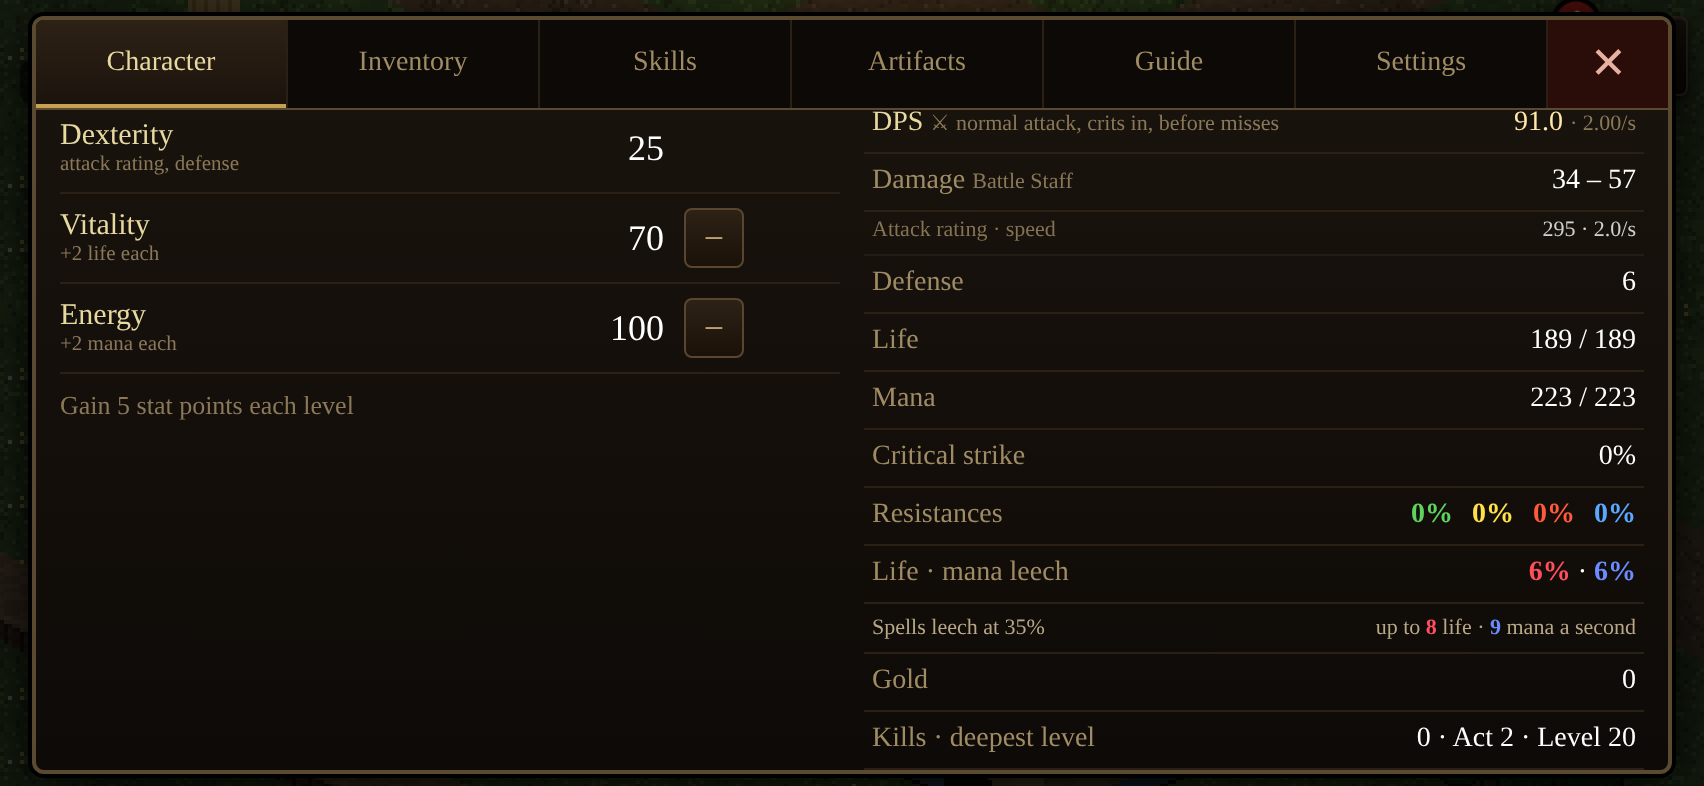 Character
Inventory
Skills
Artifacts
Guide
Settings
✕
Dexterity
attack rating, defense
25
Vitality
+2 life each
70
−
Energy
+2 mana each
100
−
Gain 5 stat points each level
DPS ⚔ normal attack, crits in, before misses
91.0 · 2.00/s
Damage Battle Staff
34 – 57
Attack rating · speed
295 · 2.0/s
Defense
6
Life
189 / 189
Mana
223 / 223
Critical strike
0%
Resistances
0% 0% 0% 0%
Life · mana leech
6% · 6%
Spells leech at 35%
up to 8 life · 9 mana a second
Gold
0
Kills · deepest level
0 · Act 2 · Level 20